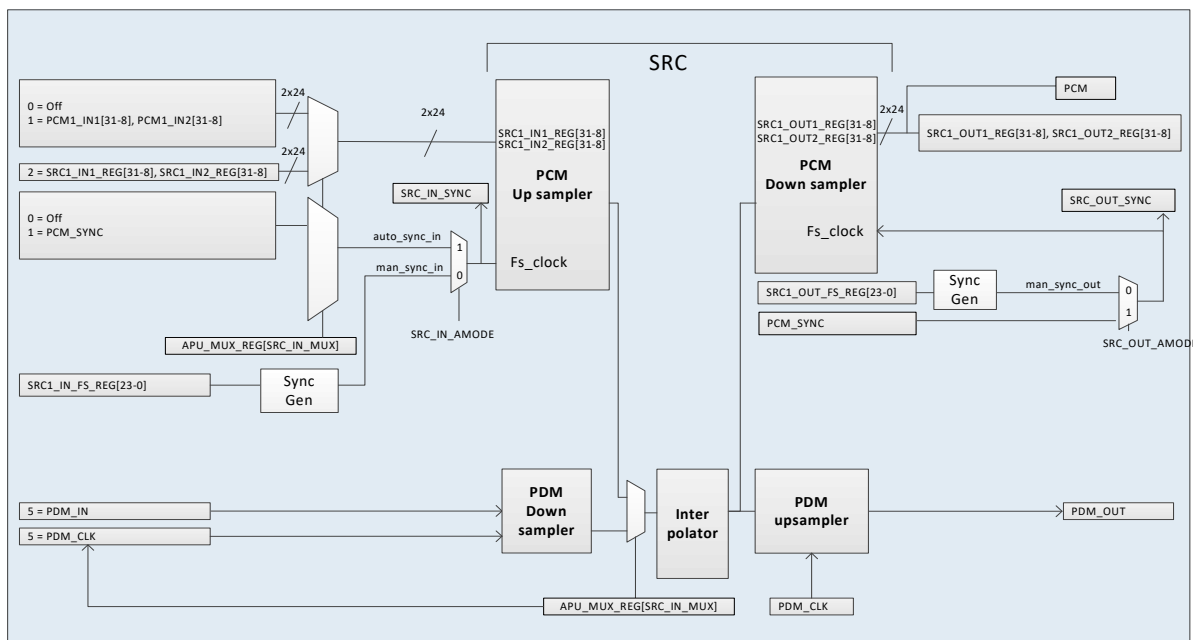 SRC
2x24
0 = Off
1 = PCM1_IN1[31-8], PCM1_IN2[31-8]
2x24
2 = SRC1_IN1_REG[31-8], SRC1_IN2_REG[31-8]
0=Off
1 = PCM_SYNC
2x24
SRC1_IN1_REG[31-8]
SRC1_IN2_REG[31-8]
PCM
Up sampler
Fs_clock
SRC_IN_SYNC
auto_sync_in
man_sync_in
1
0
SRC_IN_AMODE
APU_MUX_REG[SRC_IN_MUX]
SRC1_IN_FS_REG[23-0]
Sync
Gen
SRC1_OUT1_REG[31-8]
SRC1_OUT2_REG[31-8]
PCM
Down sampler
Fs_clock
2x24
PCM
SRC1_OUT1_REG[31-8], SRC1_OUT2_REG[31-8]
SRC_OUT_SYNC
SRC1_OUT_FS_REG[23-0]
Sync
Gen
man_sync_out
0
1
PCM_SYNC
SRC_OUT_AMODE
5 = PDM_IN
5 = PDM_CLK
PDM
Down
sampler
Inter
polator
PDM
upsampler
PDM_OUT
APU_MUX_REG[SRC_IN_MUX]
PDM_CLK